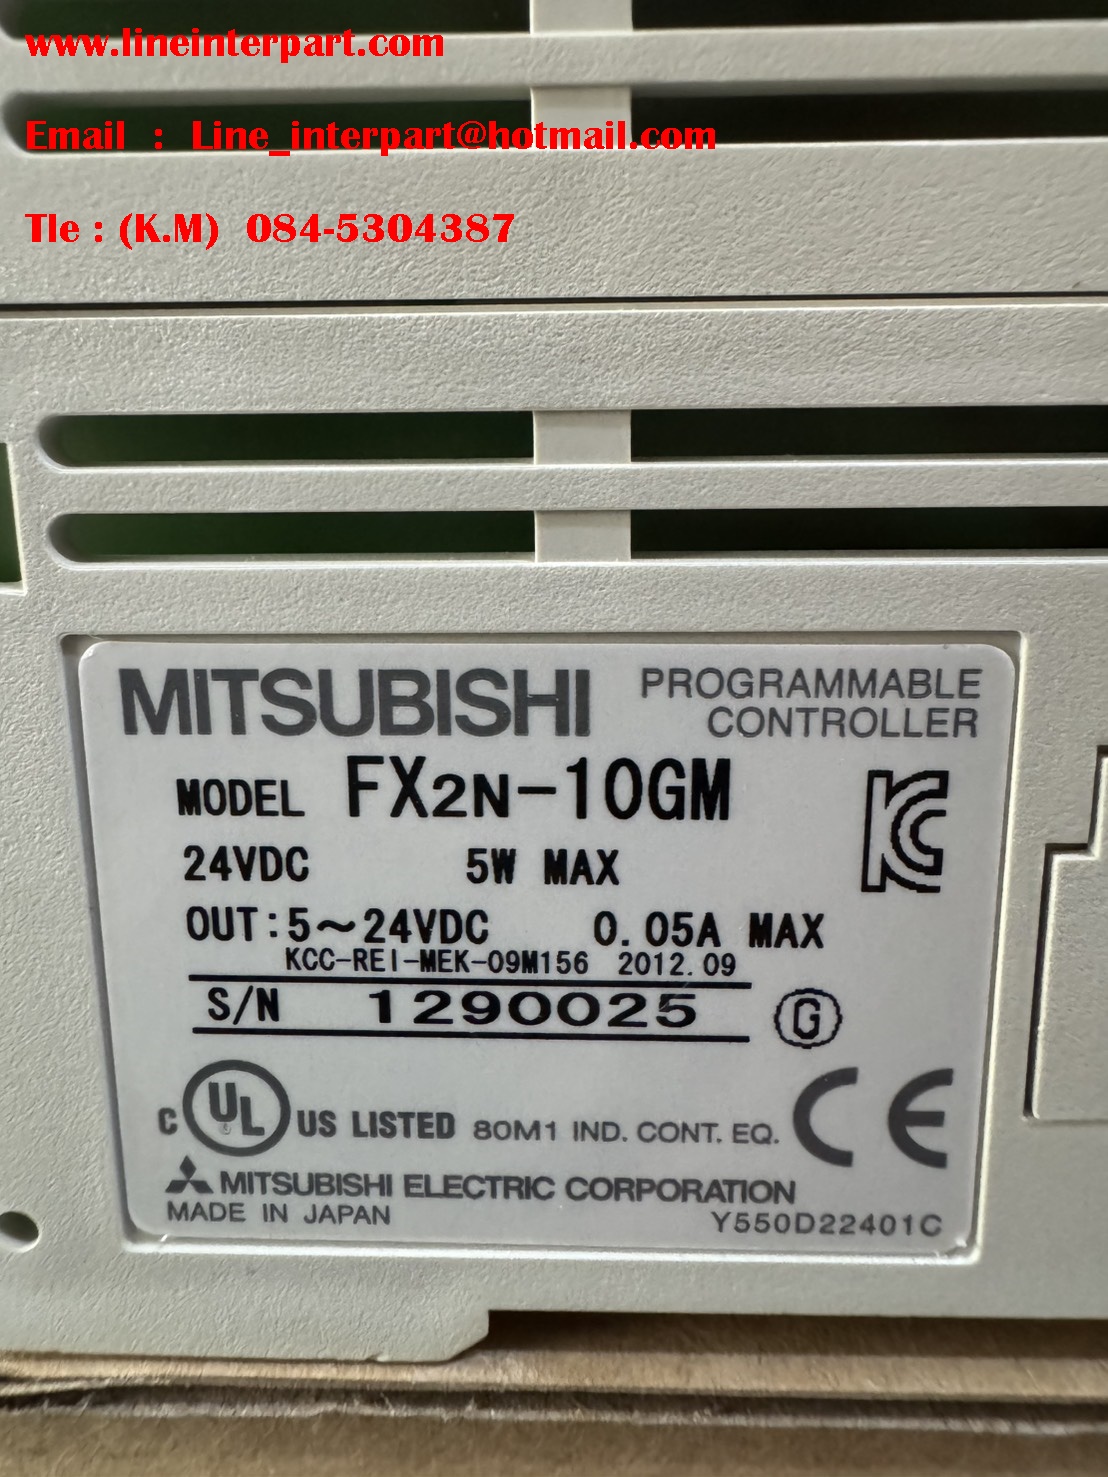 www.lineinterpart.com
Email : Line_interpart@hotmail.com
Tle : (K.M) 084-5304387
MITSUBISHI PROGRAMMABLE
CONTROLLER
MODEL FX2N-10GM
24VDC 5W MAX
OUT:5~24VDC 0.05A MAX
KCC-REI-MEK-09M156 2012.09
S/N 1290025 G
C UL US LISTED 80M1 IND. CONT. EQ. CE
MITSUBISHI ELECTRIC CORPORATION
MADE IN JAPAN Y550D22401C